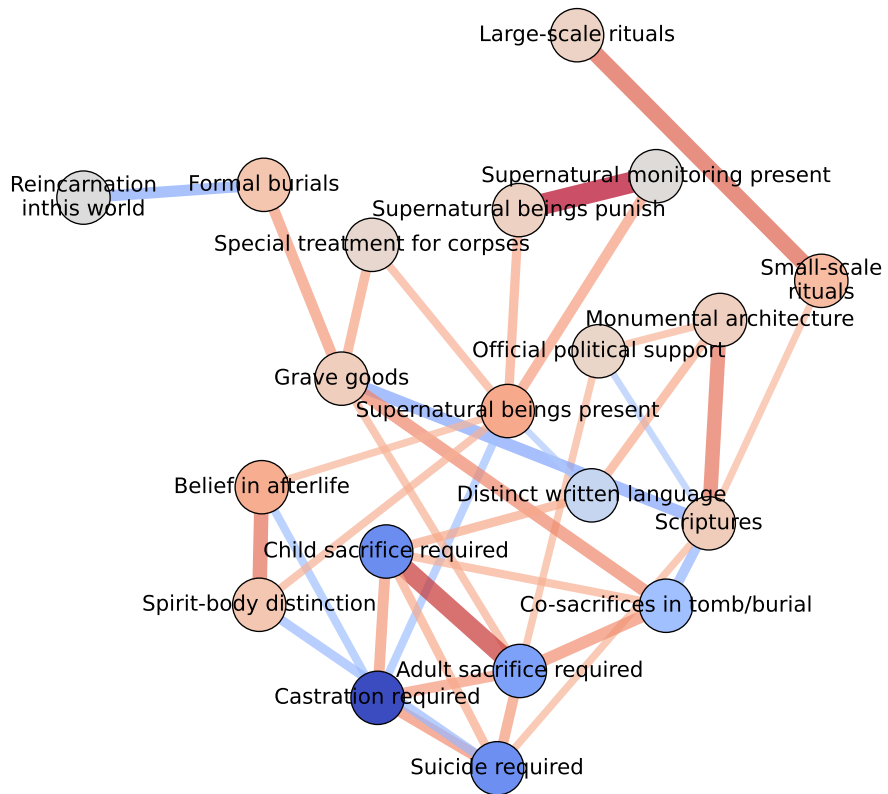 Large-scale rituals
Supernatural monitoring present
Reincarnation
inthis world
Formal burials
Supernatural beings punish
Special treatment for corpses
Small-scale
rituals
Monumental architecture
Official political support
Grave goods
Supernatural beings present
Belief in afterlife
Distinct written language
Scriptures
Child sacrifice required
Spirit-body distinction
Co-sacrifices in tomb/burial
Adult sacrifice required
Castration required
Suicide required